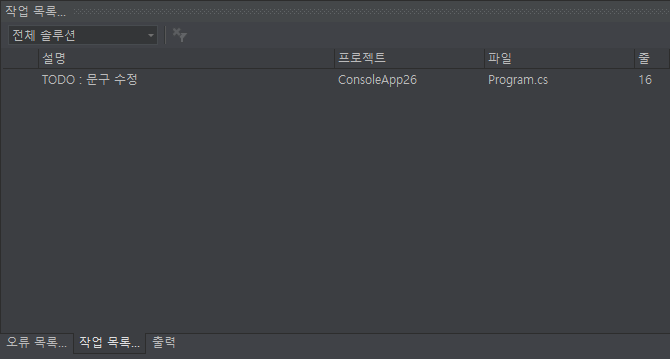 작업 목록...
전체 솔루션
설명 프로젝트 파일 줄
TODO : 문구 수정 ConsoleApp26 Program.cs 16
오류 목록... 작업 목록... 출력